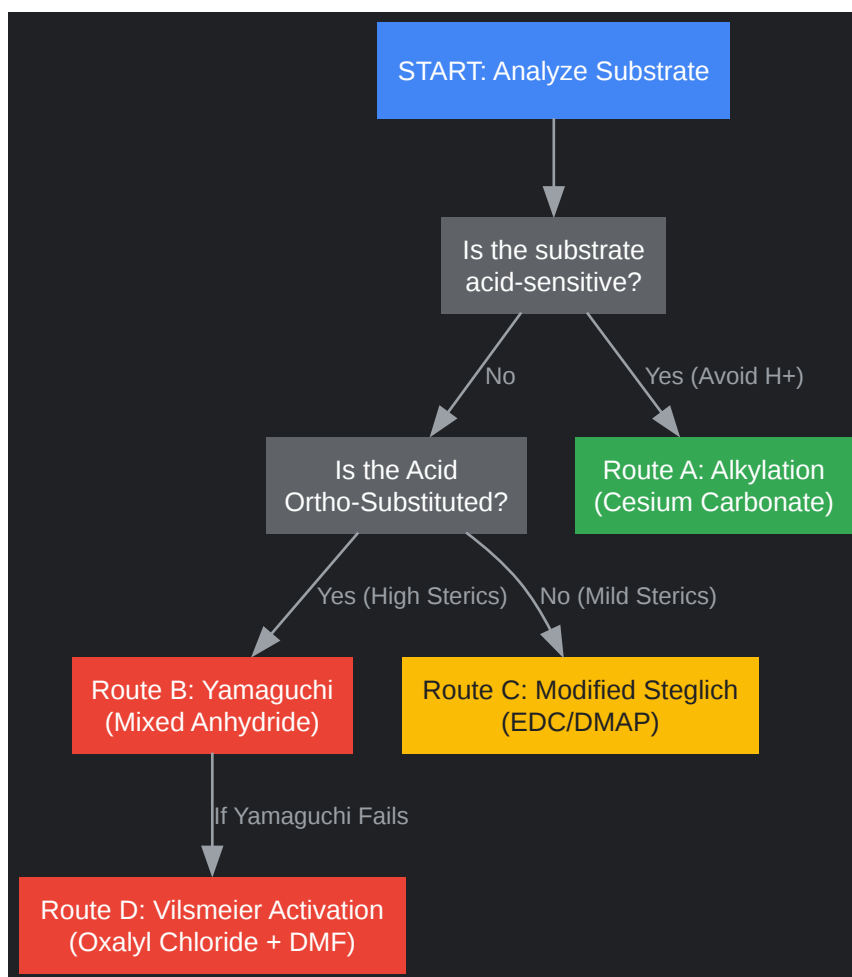 START: Analyze Substrate
Is the substrate
acid-sensitive?
No
Yes (Avoid H+)
Is the Acid
Ortho-Substituted?
Route A: Alkylation
(Cesium Carbonate)
Yes (High Sterics)
No (Mild Sterics)
Route B: Yamaguchi
(Mixed Anhydride)
Route C: Modified Steglich
(EDC/DMAP)
If Yamaguchi Fails
Route D: Vilsmeier Activation
(Oxalyl Chloride + DMF)